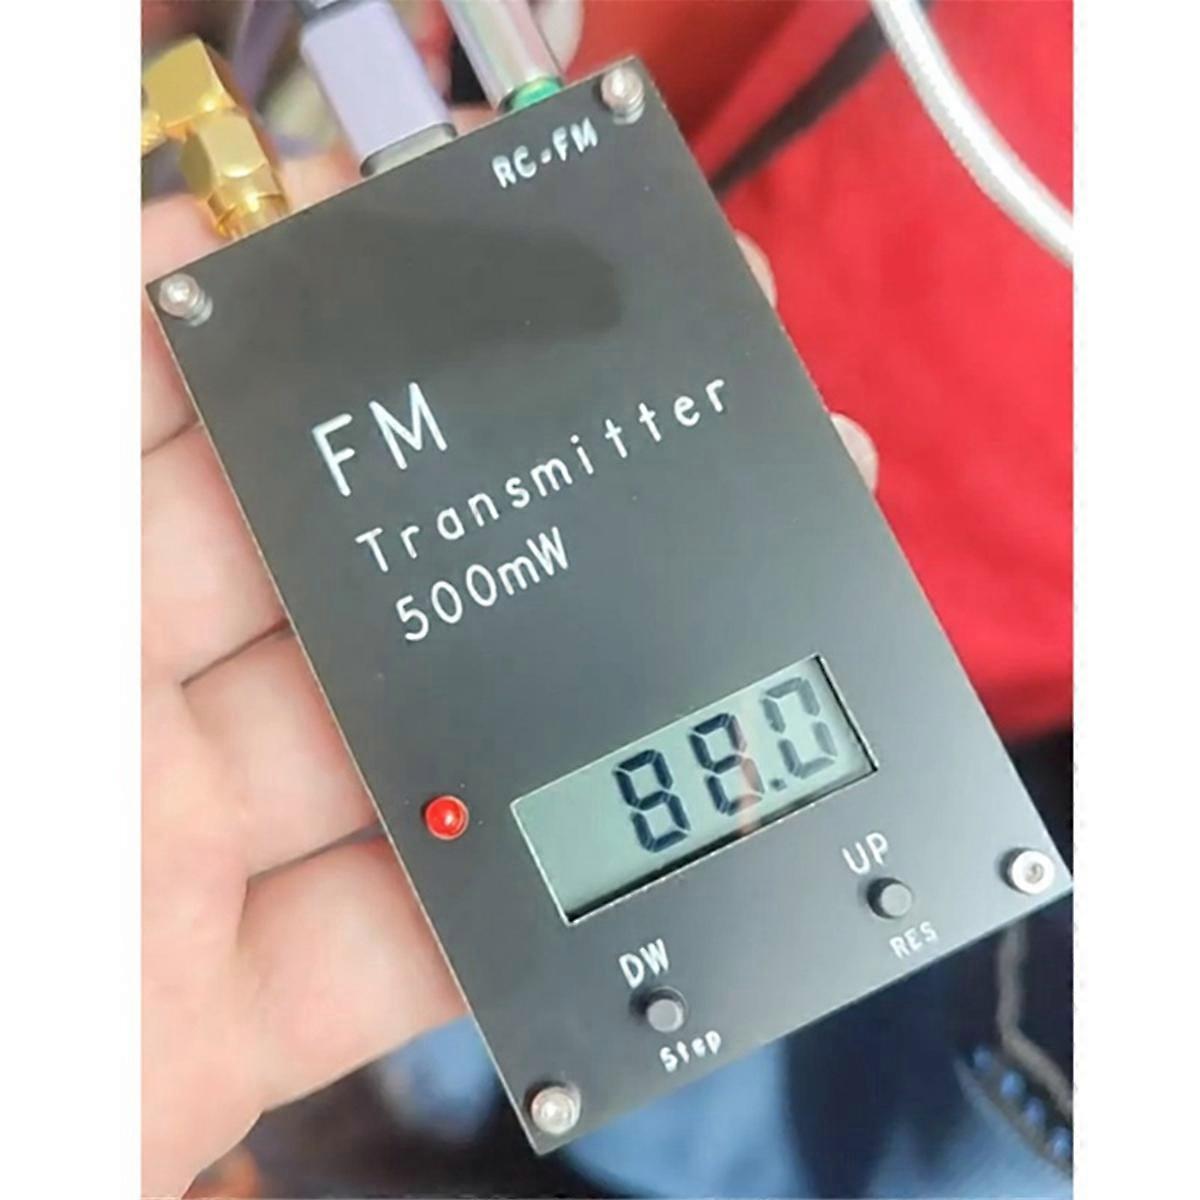 RC-FM
FM
Transmitter
500mW
88.0
UP
RES
DW
Step